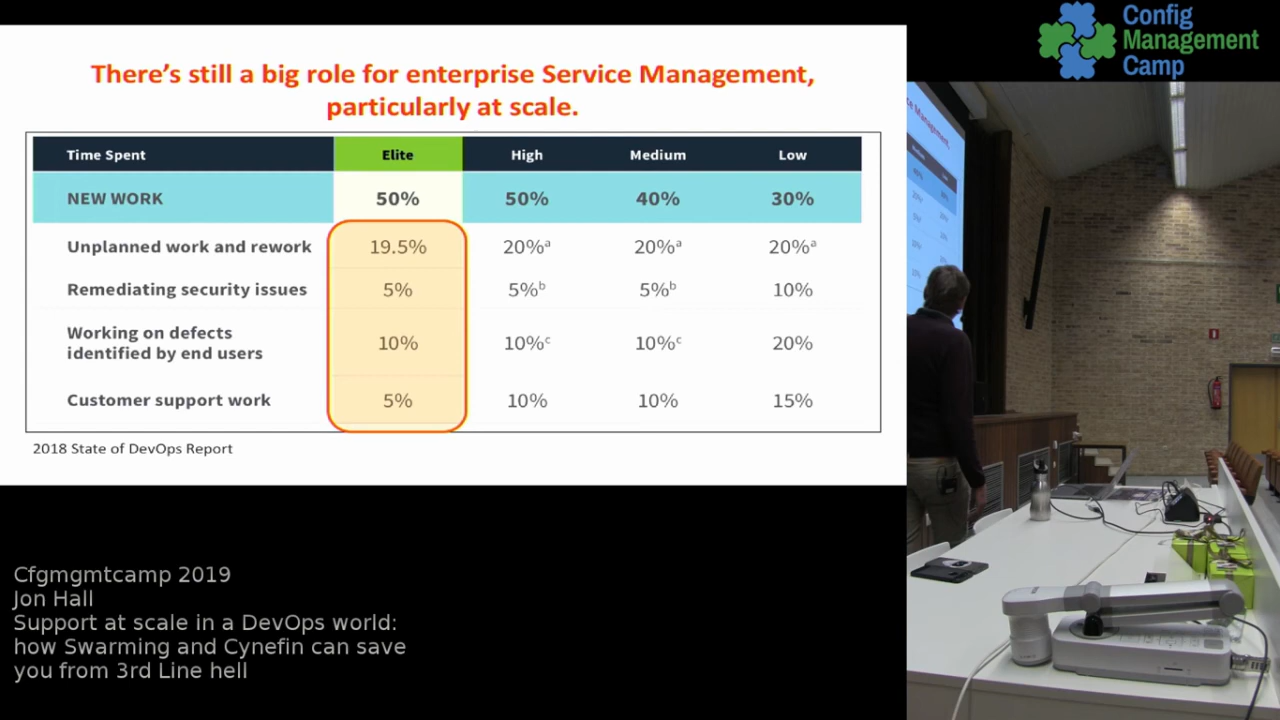 Config
Management
Camp
There's still a big role for enterprise Service Management,
particularly at scale.
Time Spent Elite High Medium Low
NEW WORK 50% 50% 40% 30%
Unplanned work and rework 19.5% 20%ᵃ 20%ᵃ 20%ᵃ
Remediating security issues 5% 5%ᵇ 5%ᵇ 10%
Working on defects
identified by end users 10% 10%ᶜ 10%ᶜ 20%
Customer support work 5% 10% 10% 15%
2018 State of DevOps Report
Cfgmgmtcamp 2019
Jon Hall
Support at scale in a DevOps world:
how Swarming and Cynefin can save
you from 3rd Line hell